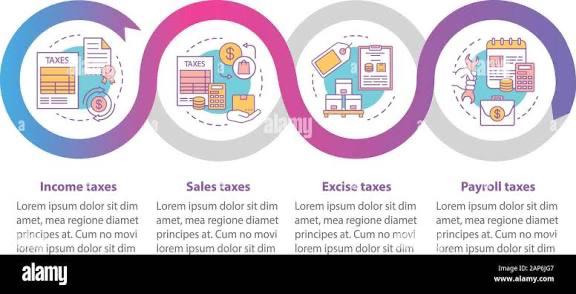 TAXES
TAXES
Income taxes
Lorem ipsum dolor sit dim
amet, mea regione diamet
principes at. Cum no movi
lorem ipsum dolor sit dim
Sales taxes
Lorem ipsum dolor sit dim
amet, mea regione diamet
principes at. Cum no movi
lorem ipsum dolor sit dim
Excise taxes
Lorem ipsum dolor sit dim
amet, mea regione diamet
principes at. Cum no movi
lorem ipsum dolor sit dim
Payroll taxes
Lorem ipsum dolor sit dim
amet, mea regione diamet
principes at. Cum no movi
lorem ipsum dolor sit dim
alamy
alamy
Image ID: 2AP6JG7
www.alamy.com